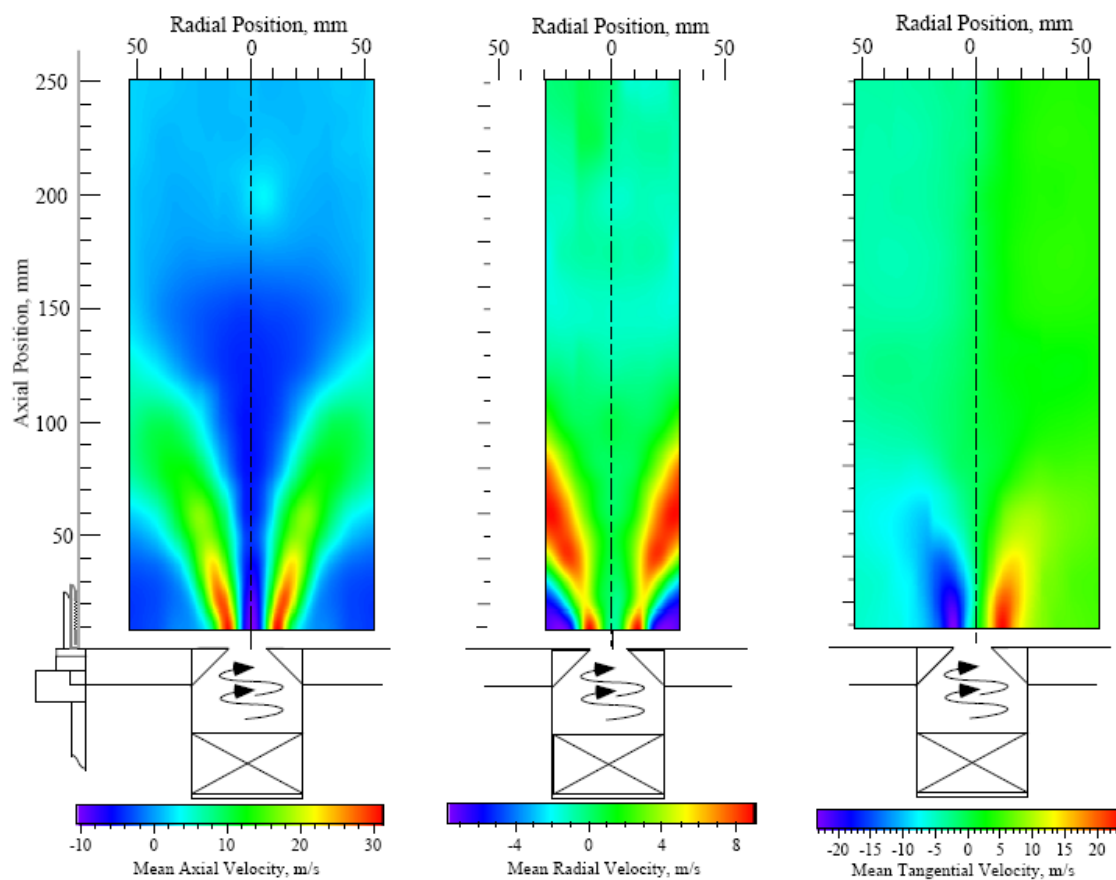 Radial Position, mm
50 0 50
Radial Position, mm
50 0 50
Radial Position, mm
50 0 50
Axial Position, mm
250
200
150
100
50
-10 0 10 20 30
Mean Axial Velocity, m/s
-4 0 4 8
Mean Radial Velocity, m/s
-20 -15 -10 -5 0 5 10 15 20
Mean Tangential Velocity, m/s